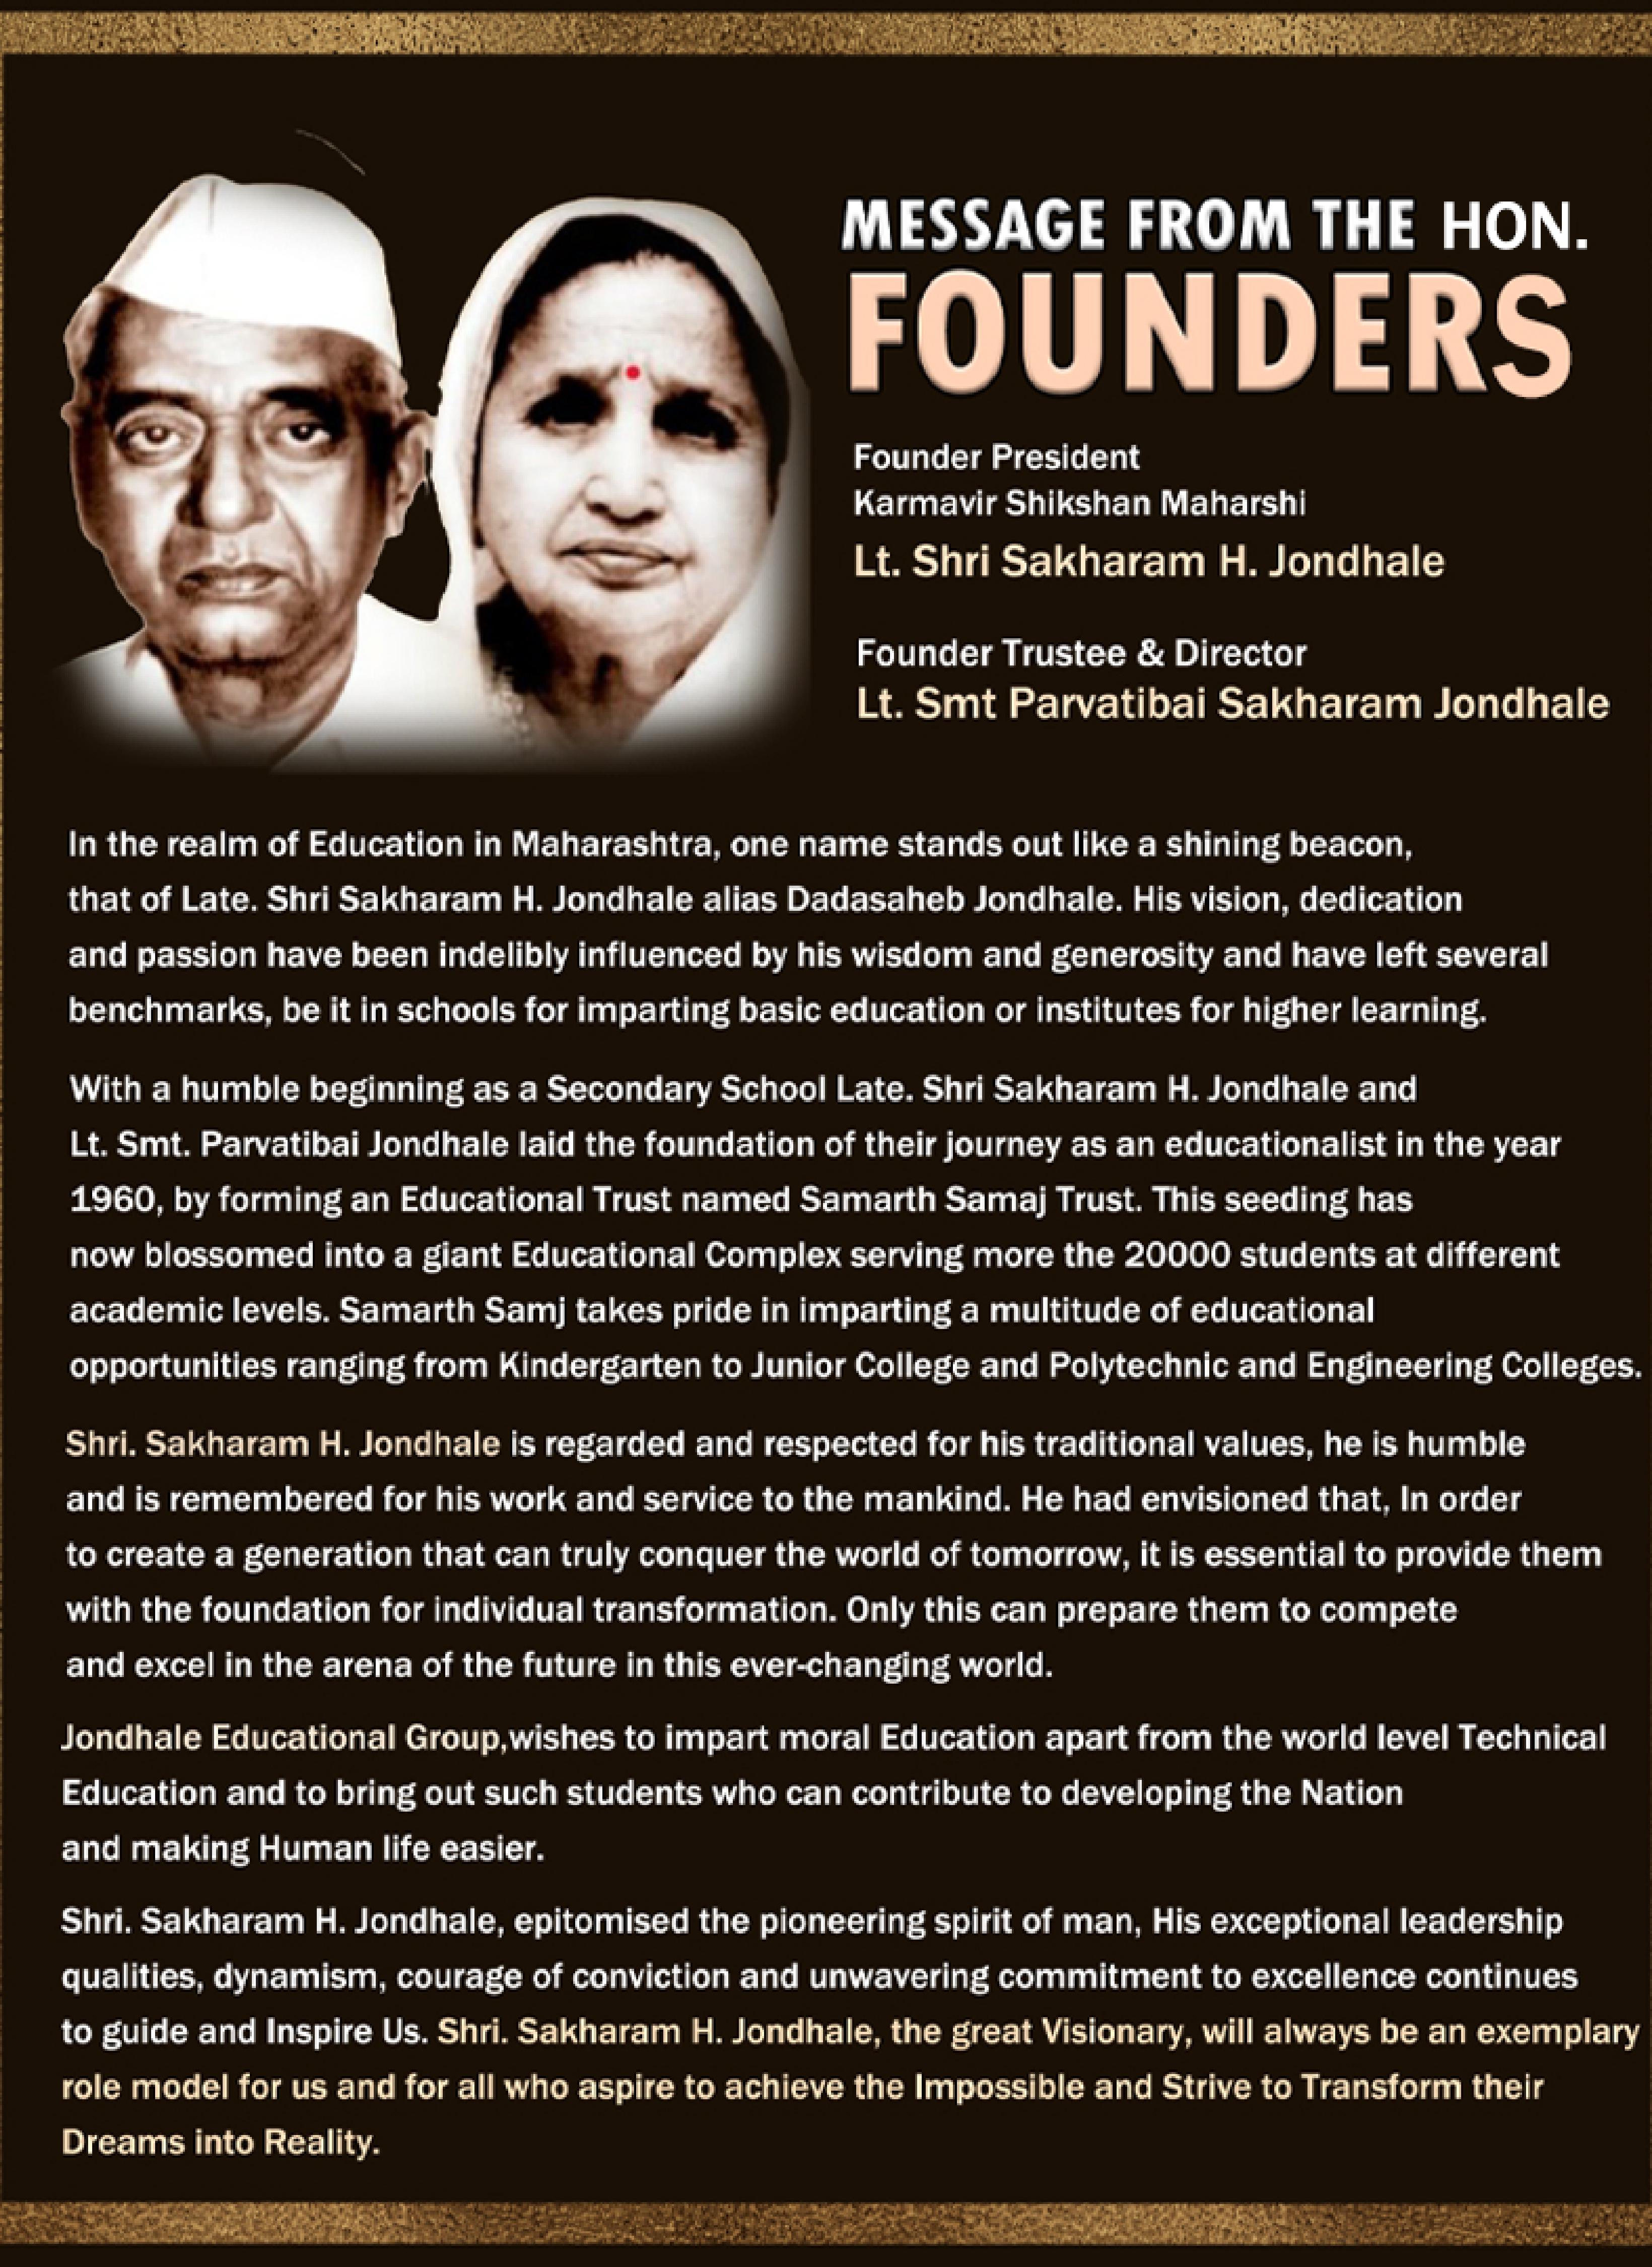 MESSAGE FROM THE HON.
FOUNDERS
Founder President
Karmavir Shikshan Maharshi
Lt. Shri Sakharam H. Jondhale
Founder Trustee & Director
Lt. Smt Parvatibai Sakharam Jondhale
In the realm of Education in Maharashtra, one name stands out like a shining beacon,
that of Late. Shri Sakharam H. Jondhale alias Dadasaheb Jondhale. His vision, dedication
and passion have been indelibly influenced by his wisdom and generosity and have left several
benchmarks, be it in schools for imparting basic education or institutes for higher learning.
With a humble beginning as a Secondary School Late. Shri Sakharam H. Jondhale and
Lt. Smt. Parvatibai Jondhale laid the foundation of their journey as an educationalist in the year
1960, by forming an Educational Trust named Samarth Samaj Trust. This seeding has
now blossomed into a giant Educational Complex serving more the 20000 students at different
academic levels. Samarth Samj takes pride in imparting a multitude of educational
opportunities ranging from Kindergarten to Junior College and Polytechnic and Engineering Colleges.
Shri. Sakharam H. Jondhale is regarded and respected for his traditional values, he is humble
and is remembered for his work and service to the mankind. He had envisioned that, In order
to create a generation that can truly conquer the world of tomorrow, it is essential to provide them
with the foundation for individual transformation. Only this can prepare them to compete
and excel in the arena of the future in this ever-changing world.
Jondhale Educational Group,wishes to impart moral Education apart from the world level Technical
Education and to bring out such students who can contribute to developing the Nation
and making Human life easier.
Shri. Sakharam H. Jondhale, epitomised the pioneering spirit of man, His exceptional leadership
qualities, dynamism, courage of conviction and unwavering commitment to excellence continues
to guide and Inspire Us. Shri. Sakharam H. Jondhale, the great Visionary, will always be an exemplary
role model for us and for all who aspire to achieve the Impossible and Strive to Transform their
Dreams into Reality.